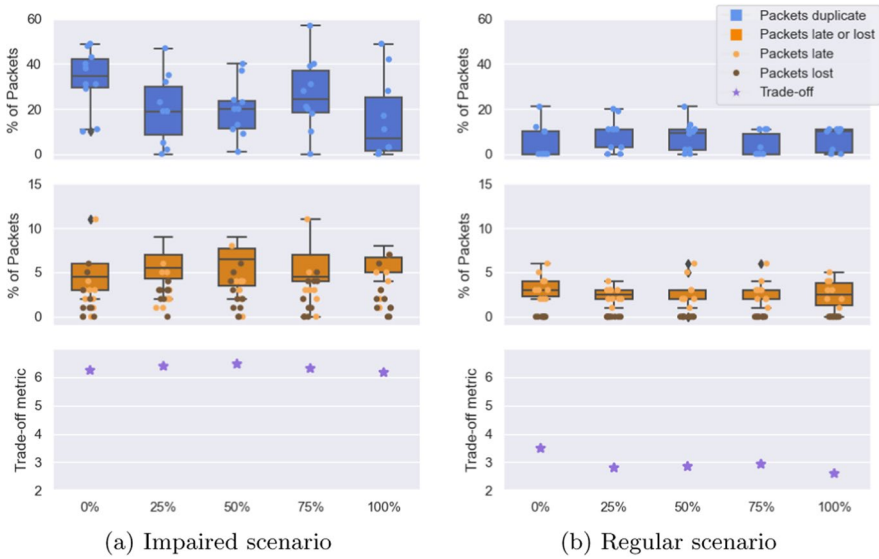 60
40
20
0
% of Packets
15
10
5
0
% of Packets
6
5
4
3
2
Trade-off metric
0% 25% 50% 75% 100%
(a) Impaired scenario
60
40
20
0
% of Packets
Packets duplicate
Packets late or lost
Packets late
Packets lost
Trade-off
15
10
5
0
% of Packets
6
5
4
3
2
Trade-off metric
0% 25% 50% 75% 100%
(b) Regular scenario